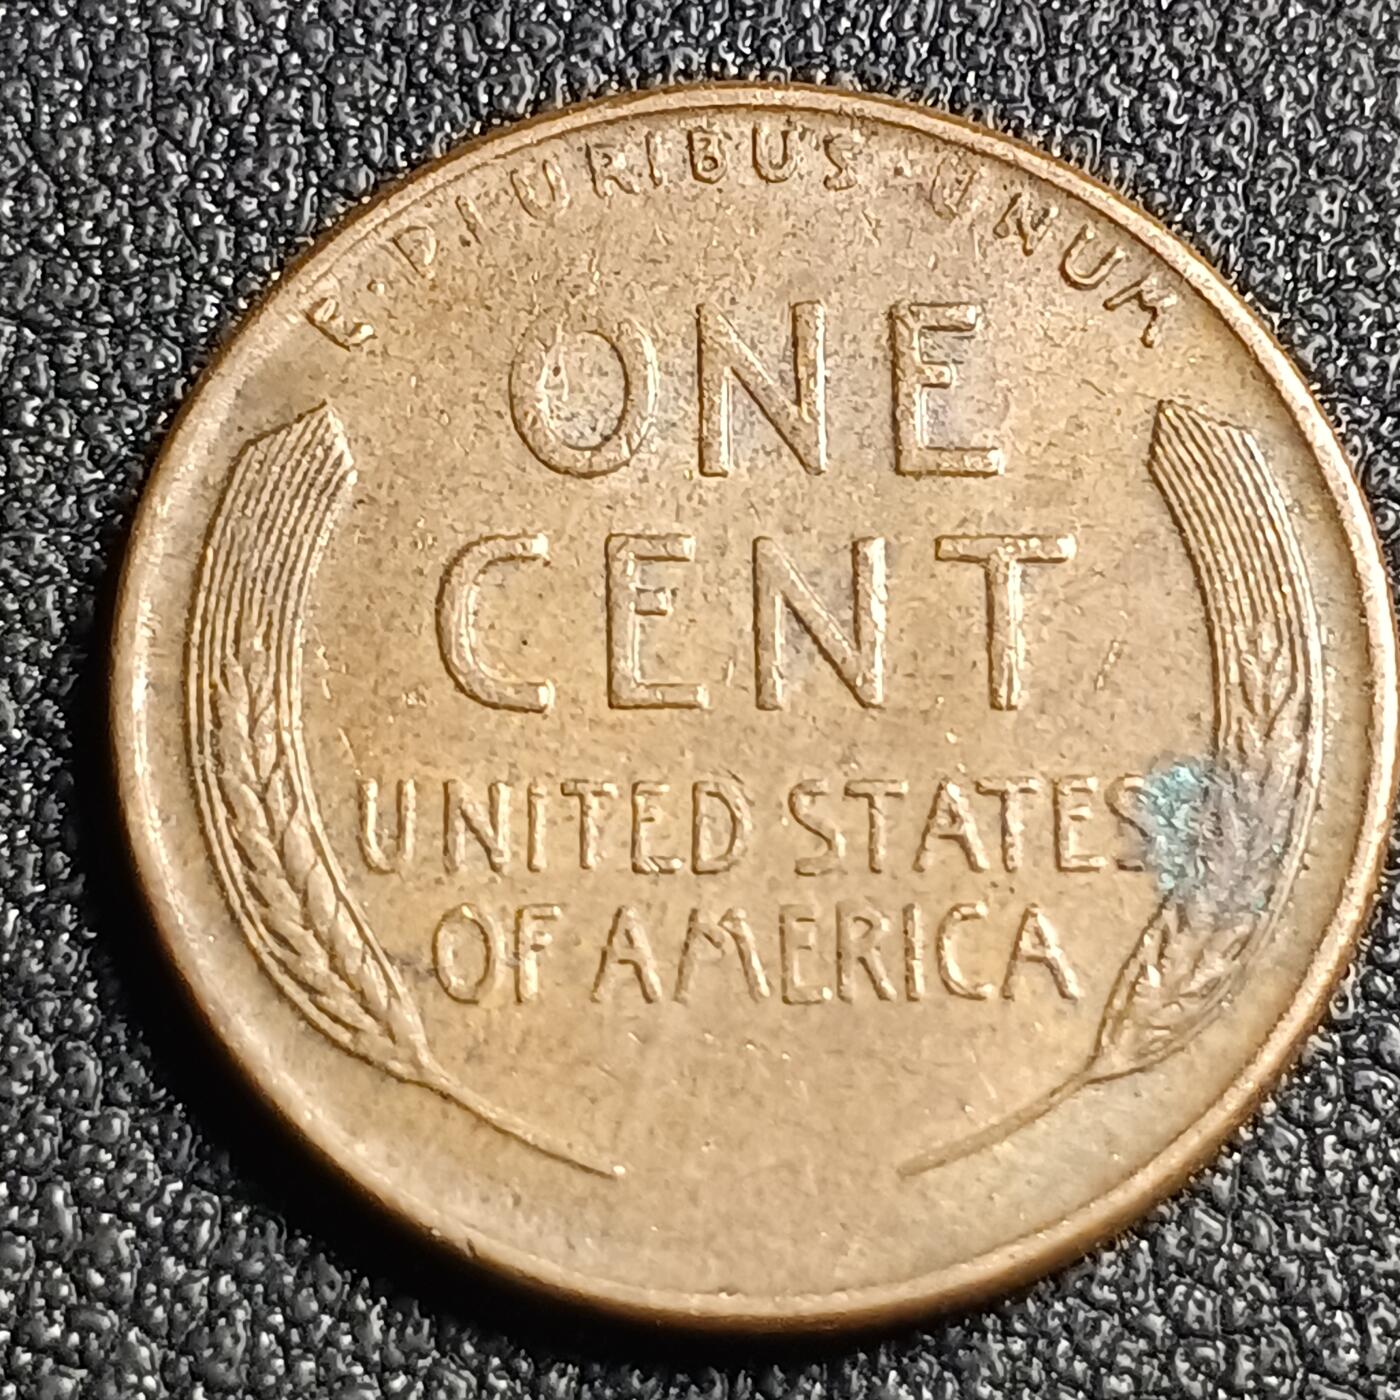 E·PLURIBUS·UNUM
ONE
CENT
UNITED STATES
OF AMERICA